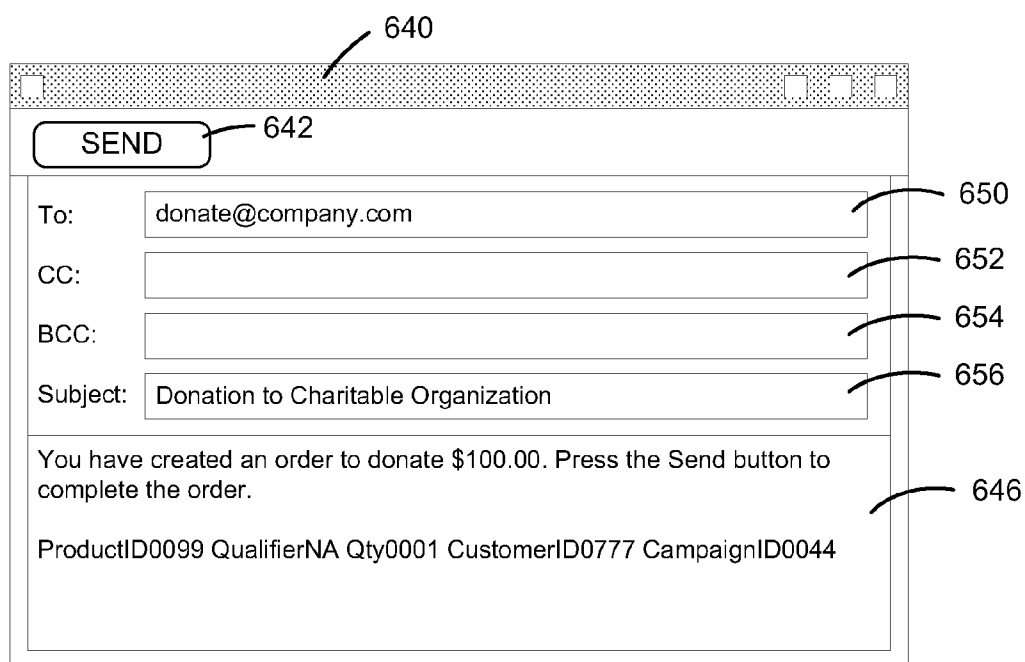 640
SEND
642
To: donate@company.com
650
CC:
652
BCC:
654
Subject: Donation to Charitable Organization
656
You have created an order to donate $100.00. Press the Send button to
complete the order.
646
ProductID0099 QualifierNA Qty0001 CustomerID0777 CampaignID0044